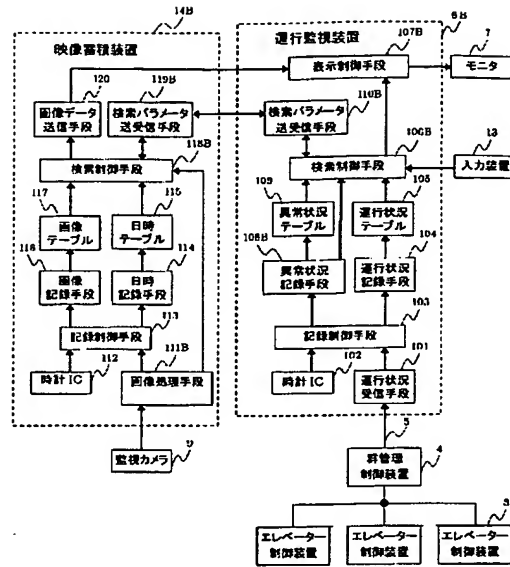 14B
6B
映像蓄積装置
運行監視装置
107B
7
表示制御手段
モニタ
120
119B
画像データ
送信手段
検索パラメータ
送受信手段
110B
検索パラメータ
送受信手段
118B
106B
13
検索制御手段
検索制御手段
入力装置
117
115
109
105
画像
テーブル
日時
テーブル
異常状況
テーブル
運行状況
テーブル
116
114
108B
104
画像
記録手段
日時
記録手段
異常状況
記録手段
運行状況
記録手段
113
103
記録制御手段
記録制御手段
112
111B
102
101
時計IC
画像処理手段
時計IC
運行状況
受信手段
9
5
監視カメラ
4
群管理
制御装置
3
エレベーター
制御装置
エレベーター
制御装置
エレベーター
制御装置